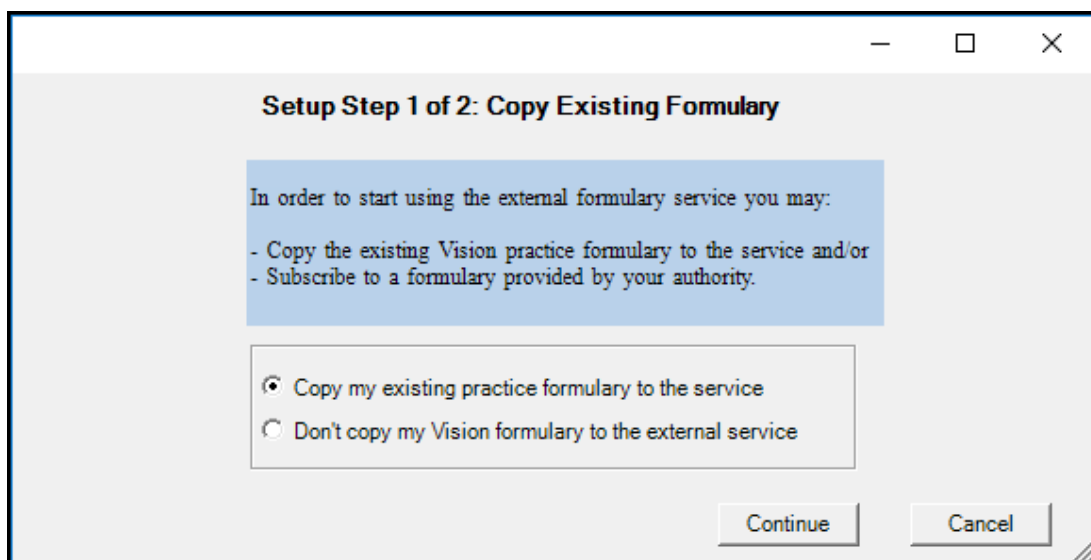 Setup Step 1 of 2: Copy Existing Formulary
In order to start using the external formulary service you may:
- Copy the existing Vision practice formulary to the service and/or
- Subscribe to a formulary provided by your authority.
Copy my existing practice formulary to the service
Don't copy my Vision formulary to the external service
Continue
Cancel